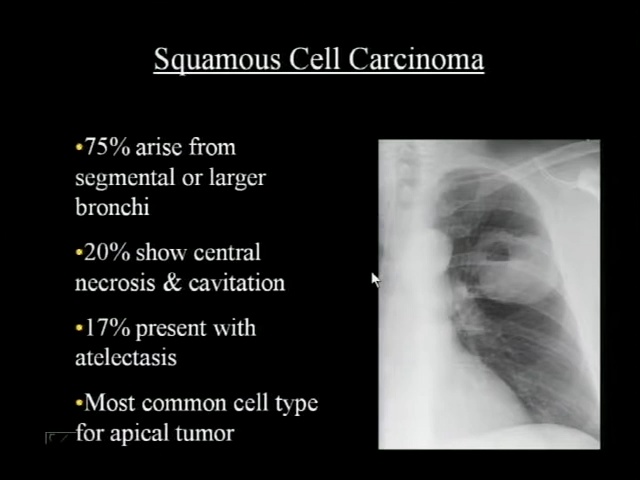 Squamous Cell Carcinoma
•75% arise from
segmental or larger
bronchi
•20% show central
necrosis & cavitation
•17% present with
atelectasis
•Most common cell type
for apical tumor